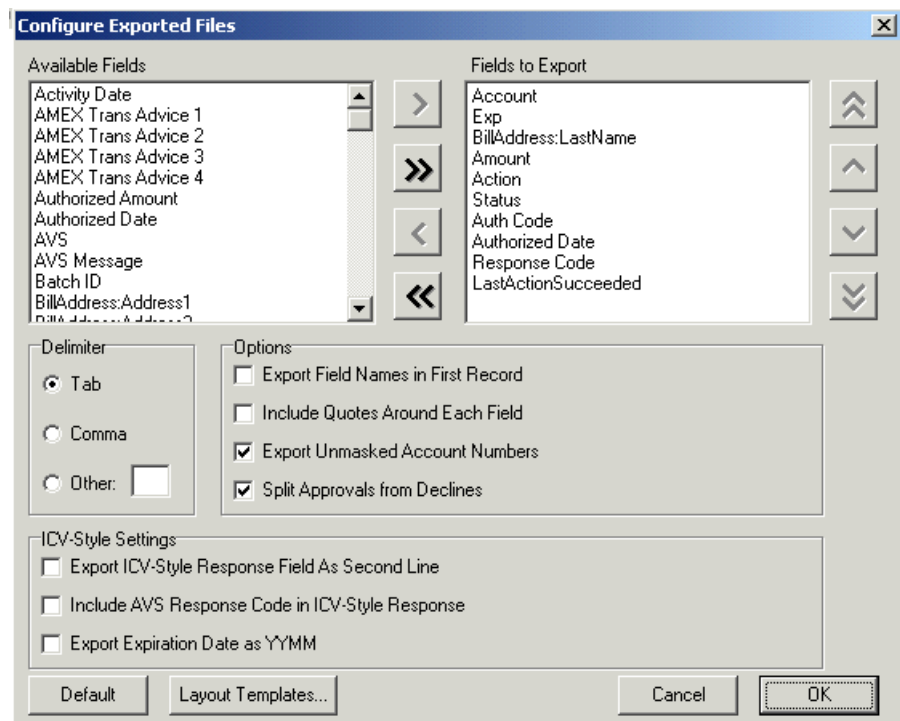 Configure Exported Files
Available Fields
Activity Date
AMEX Trans Advice 1
AMEX Trans Advice 2
AMEX Trans Advice 3
AMEX Trans Advice 4
Authorized Amount
Authorized Date
AVS
AVS Message
Batch ID
BillAddress:Address1
Fields to Export
Account
Exp
BillAddress:LastName
Amount
Action
Status
Auth Code
Authorized Date
Response Code
LastActionSucceeded
Delimiter
Tab
Comma
Other:
Options
Export Field Names in First Record
Include Quotes Around Each Field
Export Unmasked Account Numbers
Split Approvals from Declines
ICV-Style Settings
Export ICV-Style Response Field As Second Line
Include AVS Response Code in ICV-Style Response
Export Expiration Date as YYMM
Default
Layout Templates...
Cancel
OK